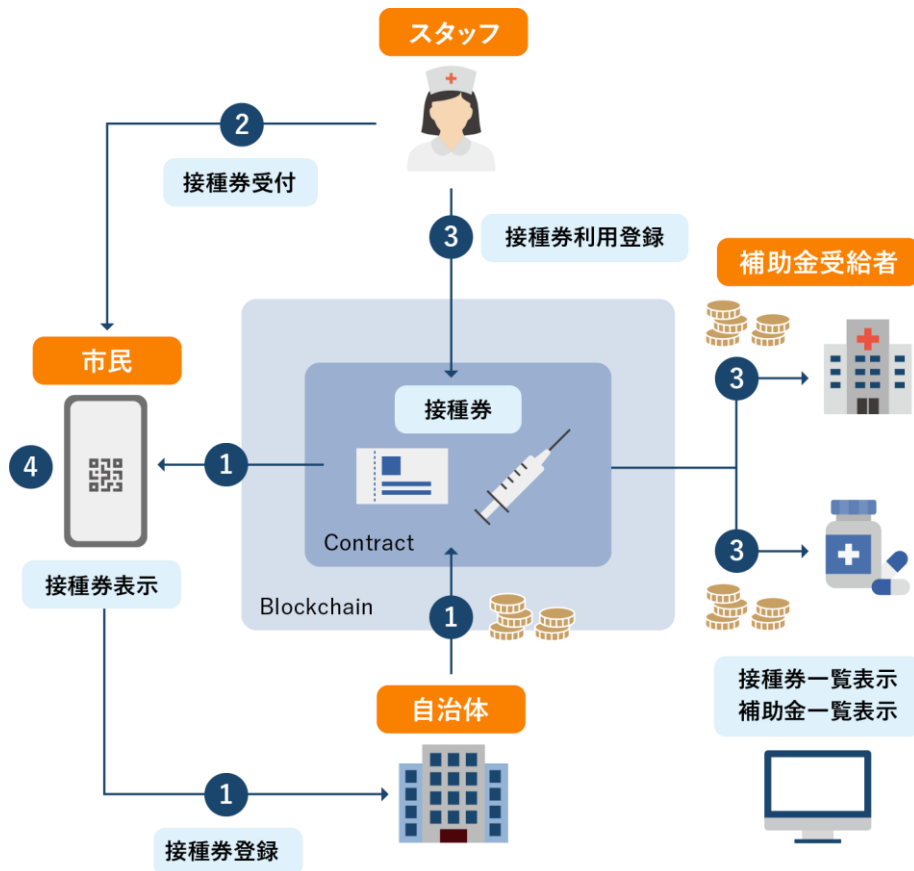 スタッフ
2
接種券受付
3
接種券利用登録
補助金受給者
市民
3
接種券
4
1
Contract
3
接種券表示
Blockchain
1
接種券一覧表示
補助金一覧表示
自治体
1
接種券登録